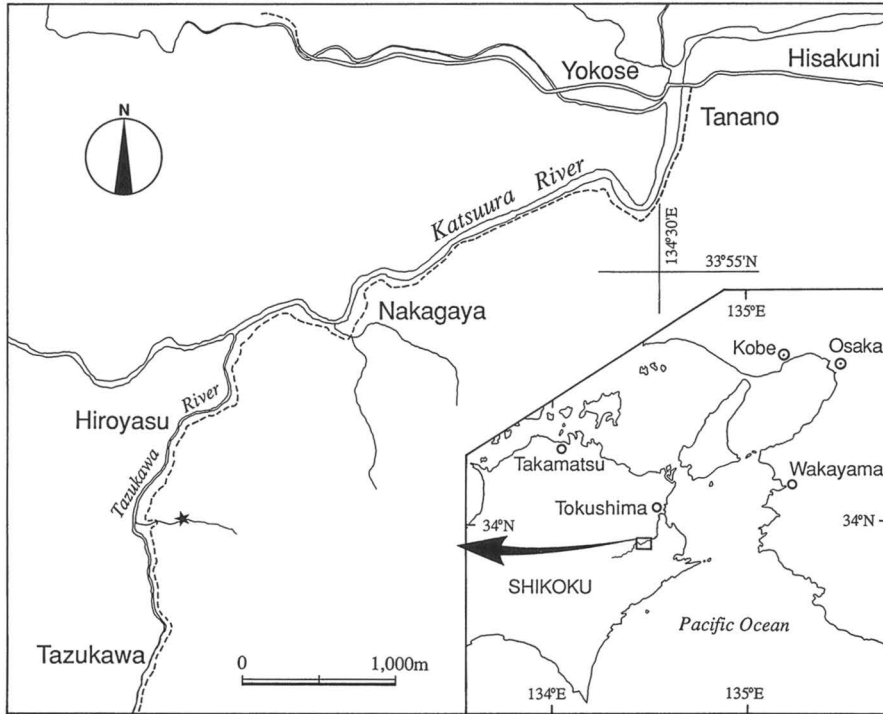 Hisakuni
Yokose
Tanano
N
Katsuura River
134°30'E
33°55'N
Nakagaya
135°E
Kobe
Osaka
Hiroyasu
River
Tazukawa
Takamatsu
Wakayama
Tokushima
34°N
34°N
SHIKOKU
Pacific Ocean
Tazukawa
0
1,000m
134°E
135°E